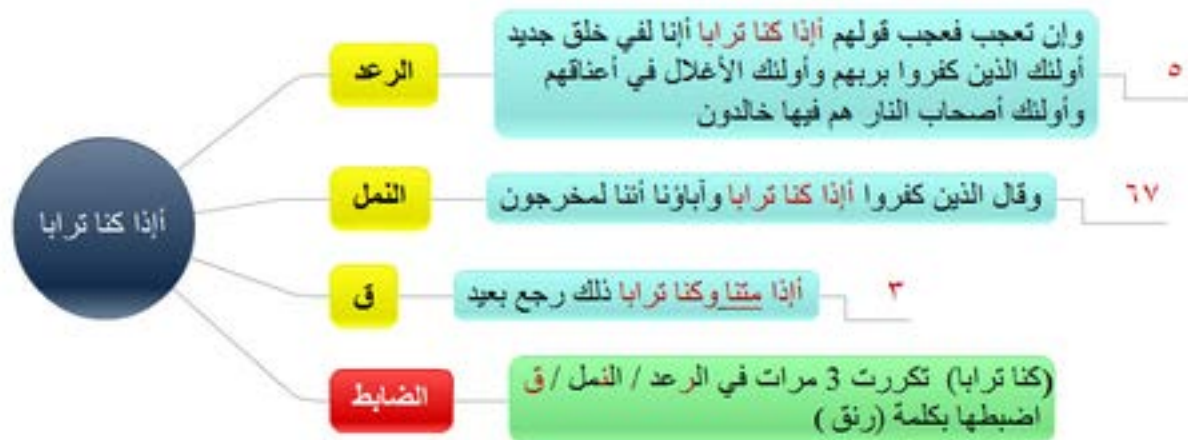 أإذا كنا ترابا
الرعد
وإن تعجب فعجب قولهم أإذا كنا ترابا أإنا لفي خلق جديد
أولئك الذين كفروا بربهم وأولئك الأغلال في أعناقهم
وأولئك أصحاب النار هم فيها خالدون
٥
النمل
وقال الذين كفروا أإذا كنا ترابا وآباؤنا أئنا لمخرجون
٦٧
ق
أإذا متنا وكنا ترابا ذلك رجع بعيد
٣
الضابط
(كنا ترابا) تكررت 3 مرات في الرعد / النمل / ق
اضبطها بكلمة (رنق )